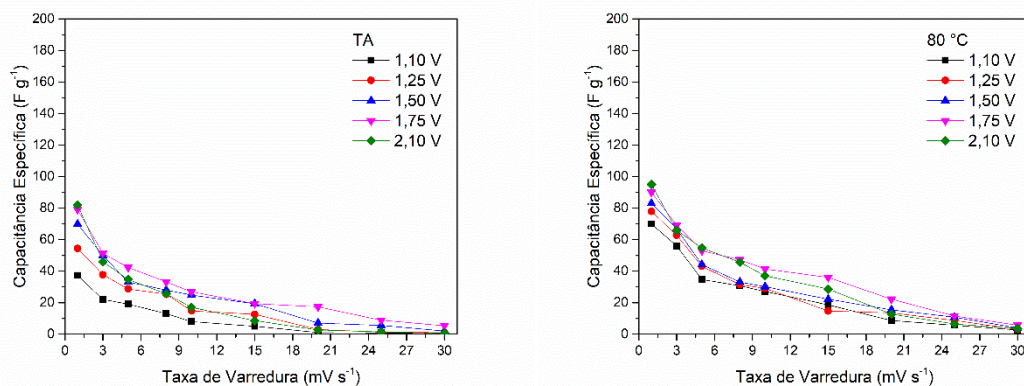 200
180
160
140
120
100
80
60
40
20
0
Capacitância Específica (F g⁻¹)
TA
1,10 V
1,25 V
1,50 V
1,75 V
2,10 V
0 3 6 9 12 15 18 21 24 27 30
Taxa de Varredura (mV s⁻¹)
200
180
160
140
120
100
80
60
40
20
0
Capacitância Específica (F g⁻¹)
80 °C
1,10 V
1,25 V
1,50 V
1,75 V
2,10 V
0 3 6 9 12 15 18 21 24 27 30
Taxa de Varredura (mV s⁻¹)